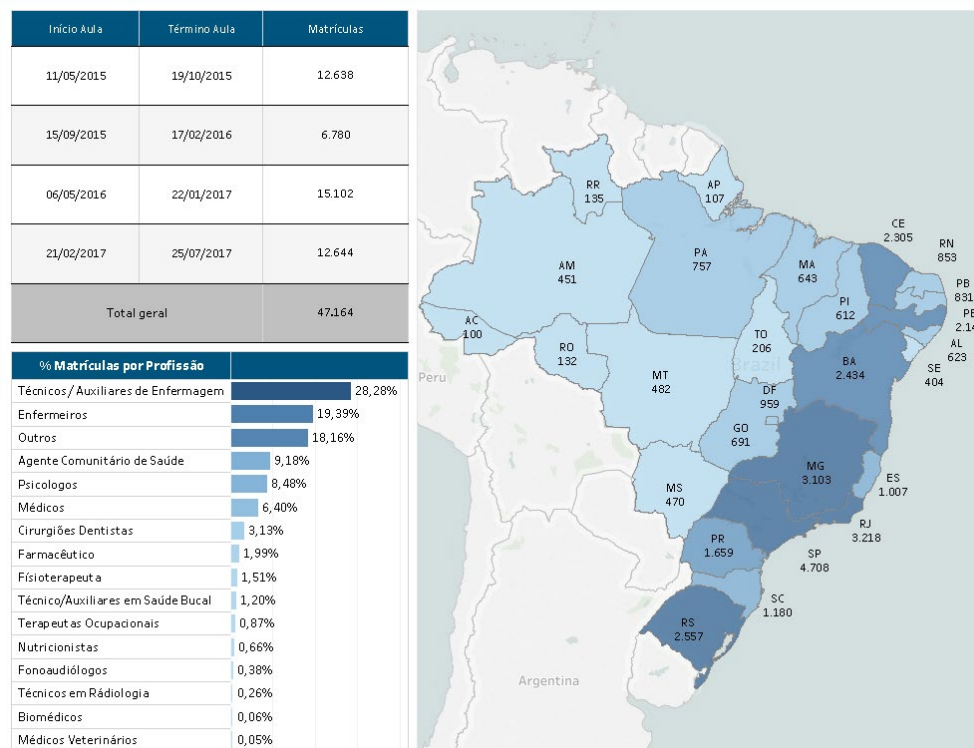 Início Aula Término Aula Matrículas
11/05/2015 19/10/2015 12.638
15/09/2015 17/02/2016 6.780
06/05/2016 22/01/2017 15.102
21/02/2017 25/07/2017 12.644
Total geral 47.164
% Matrículas por Profissão
Técnicos/ Auxiliares de Enfermagem 28,28%
Enfermeiros 19,39%
Outros 18,16%
Agente Comunitário de Saúde 9,18%
Psicologos 8,48%
Médicos 6,40%
Cirurgiões Dentistas 3,13%
Farmacêutico 1,99%
Físioterapeuta 1,51%
Técnico/Auxiliares em Saúde Bucal 1,20%
Terapeutas Ocupacionais 0,87%
Nutricionistas 0,66%
Fonoaudiólogos 0,38%
Técnicos em Rádiologia 0,26%
Biomédicos 0,06%
Médicos Veterinários 0,05%
RR
135
AP
107
CE
2.305
RN
853
PA
757
MA
643
AM
451
PB
831
PI
612
PE
2.14
AC
100
TO
206
AL
623
RO
132
BA
2.434
SE
404
Brazil
Peru
MT
482
DF
959
GO
691
MG
3.103
MS
470
ES
1.007
RJ
3.218
PR
1.659
SP
4.708
SC
1.180
RS
2.557
Argentina